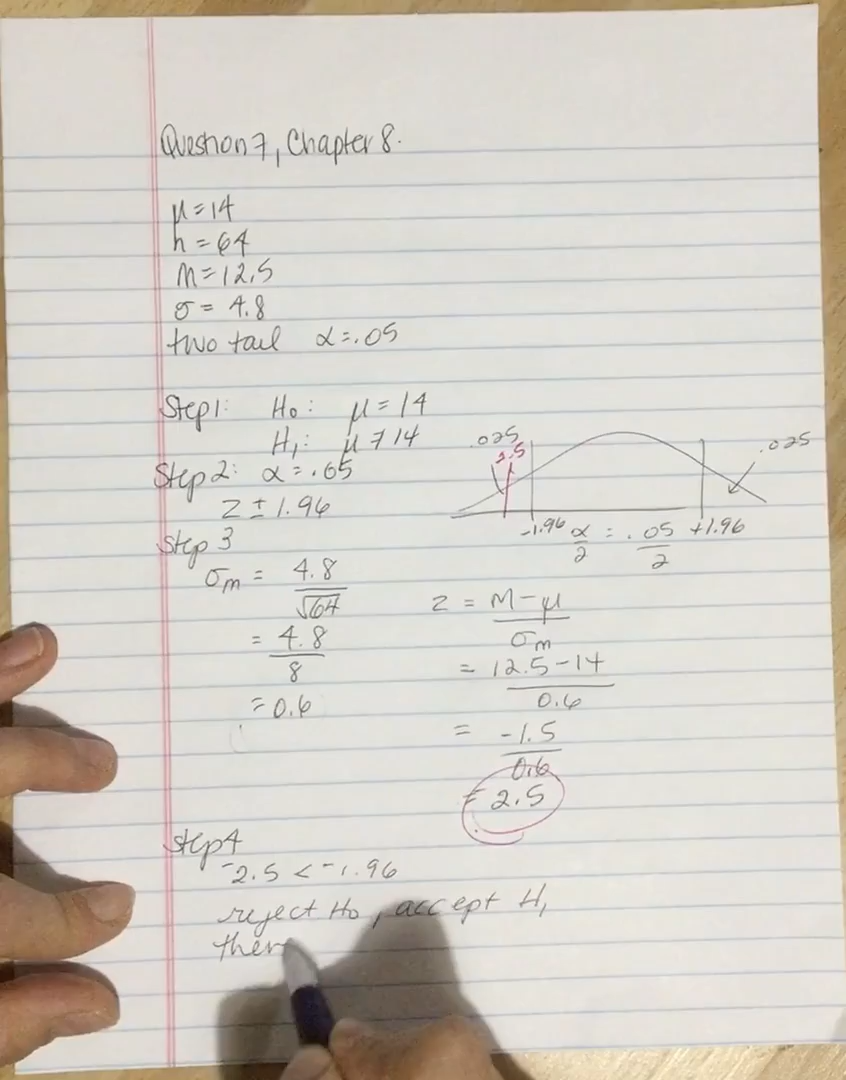 Question 7, Chapter 8.
μ = 14
n = 64
M = 12.5
σ = 4.8
two tail α = .05
Step 1: H₀: μ = 14
H₁: μ ≠ 14
Step 2: α = .05
Z ± 1.96
.025
2.5
.025
-1.96 α/2 = .05/2 +1.96
Step 3
σm = 4.8/√64
= 4.8/8
= 0.6
Z = M - μ/σm
= 12.5 - 14/0.6
= -1.5/0.6
= 2.5
Step 4
-2.5 < -1.96
reject H₀, accept H₁
ther